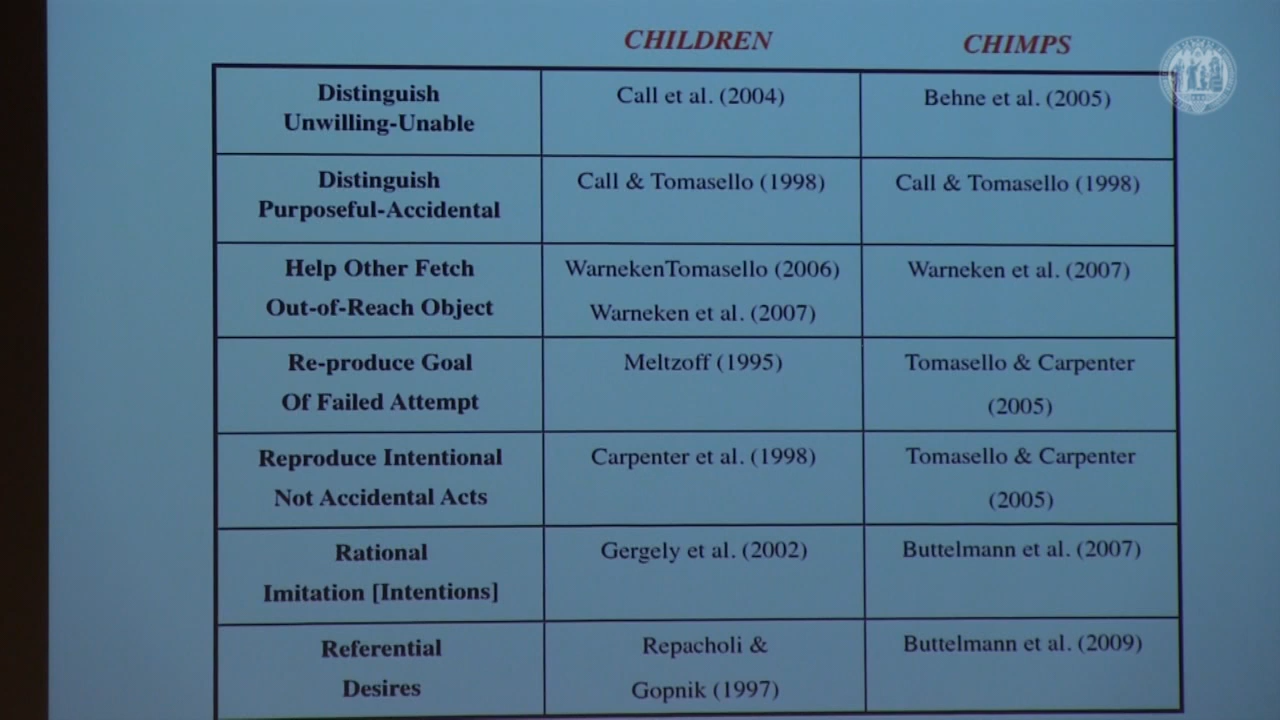 CHILDREN CHIMPS
Distinguish
Unwilling-Unable
Call et al. (2004)
Behne et al. (2005)
Distinguish
Purposeful-Accidental
Call & Tomasello (1998)
Call & Tomasello (1998)
Help Other Fetch
Out-of-Reach Object
WarnekenTomasello (2006)
Warneken et al. (2007)
Warneken et al. (2007)
Re-produce Goal
Of Failed Attempt
Meltzoff (1995)
Tomasello & Carpenter
(2005)
Reproduce Intentional
Not Accidental Acts
Carpenter et al. (1998)
Tomasello & Carpenter
(2005)
Rational
Imitation [Intentions]
Gergely et al. (2002)
Buttelmann et al. (2007)
Referential
Desires
Repacholi &
Gopnik (1997)
Buttelmann et al. (2009)